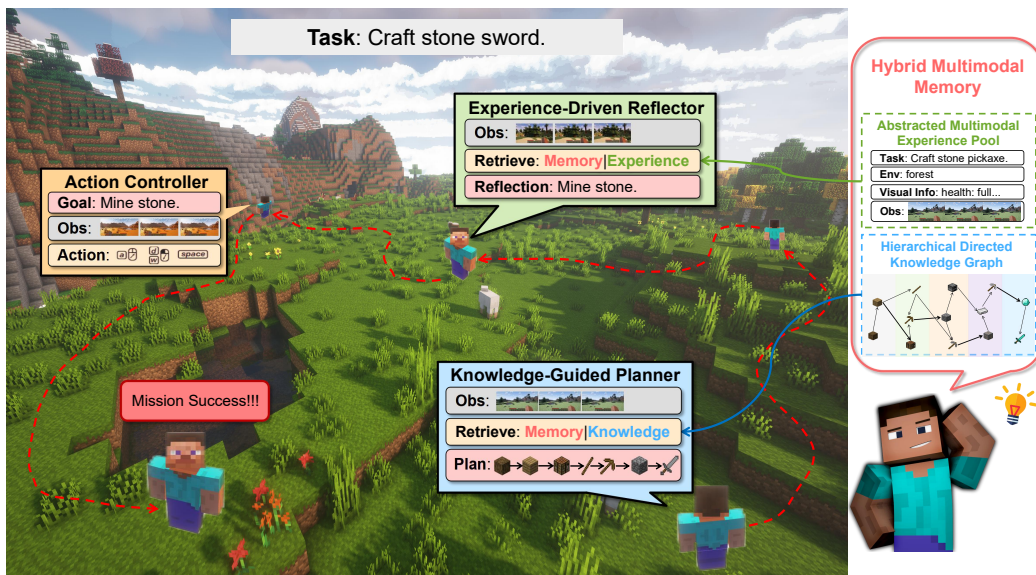 Task: Craft stone sword.
Experience-Driven Reflector
Obs:
Retrieve: Memory|Experience
Reflection: Mine stone.
Action Controller
Goal: Mine stone.
Obs:
Action: a d w space
Mission Success!!!
Knowledge-Guided Planner
Obs:
Retrieve: Memory|Knowledge
Plan:
Hybrid Multimodal
Memory
Abstracted Multimodal
Experience Pool
Task: Craft stone pickaxe.
Env: forest
Visual Info: health: full...
Obs:
Hierarchical Directed
Knowledge Graph